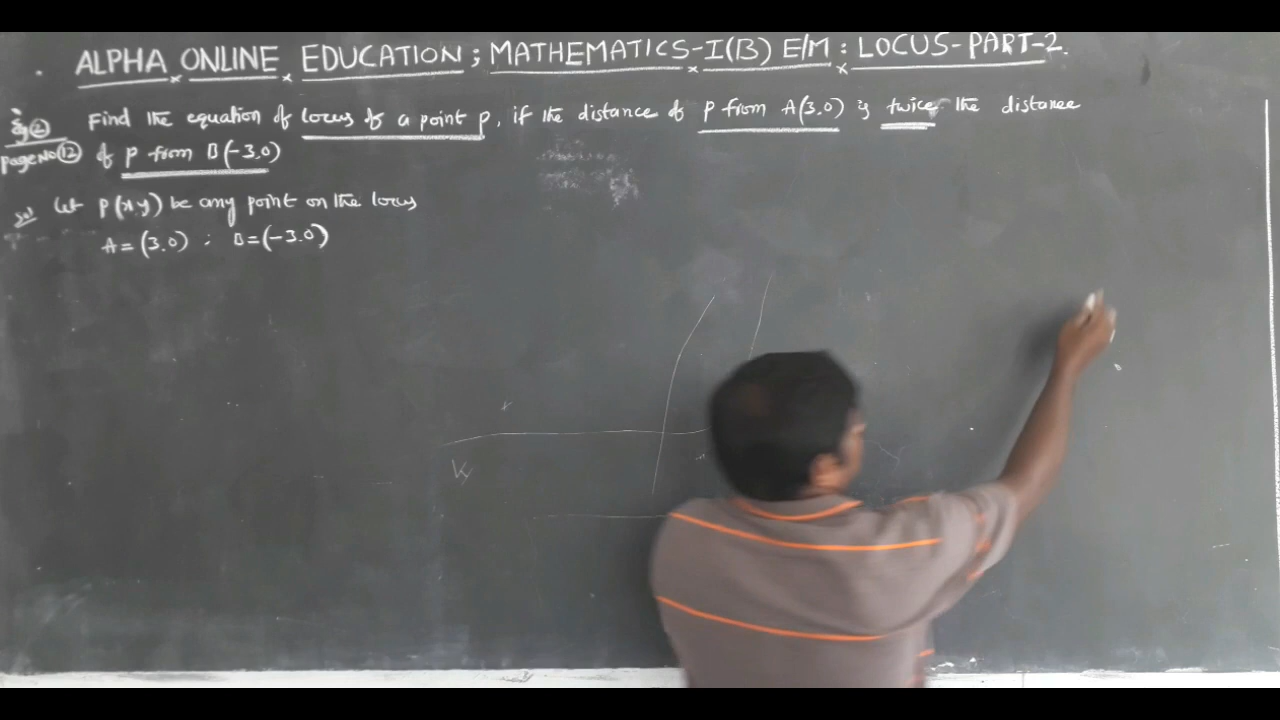 ALPHA ONLINE EDUCATION ; MATHEMATICS-I(B) E/M : LOCUS-PART-2.
Eg② Find the equation of locus of a point P, if the distance of P from A(3,0) is twice the distance
Page No ⑫ of P from B(-3,0)
Sol Let P(x,y) be any point on the locus
A=(3,0) ; B=(-3,0)